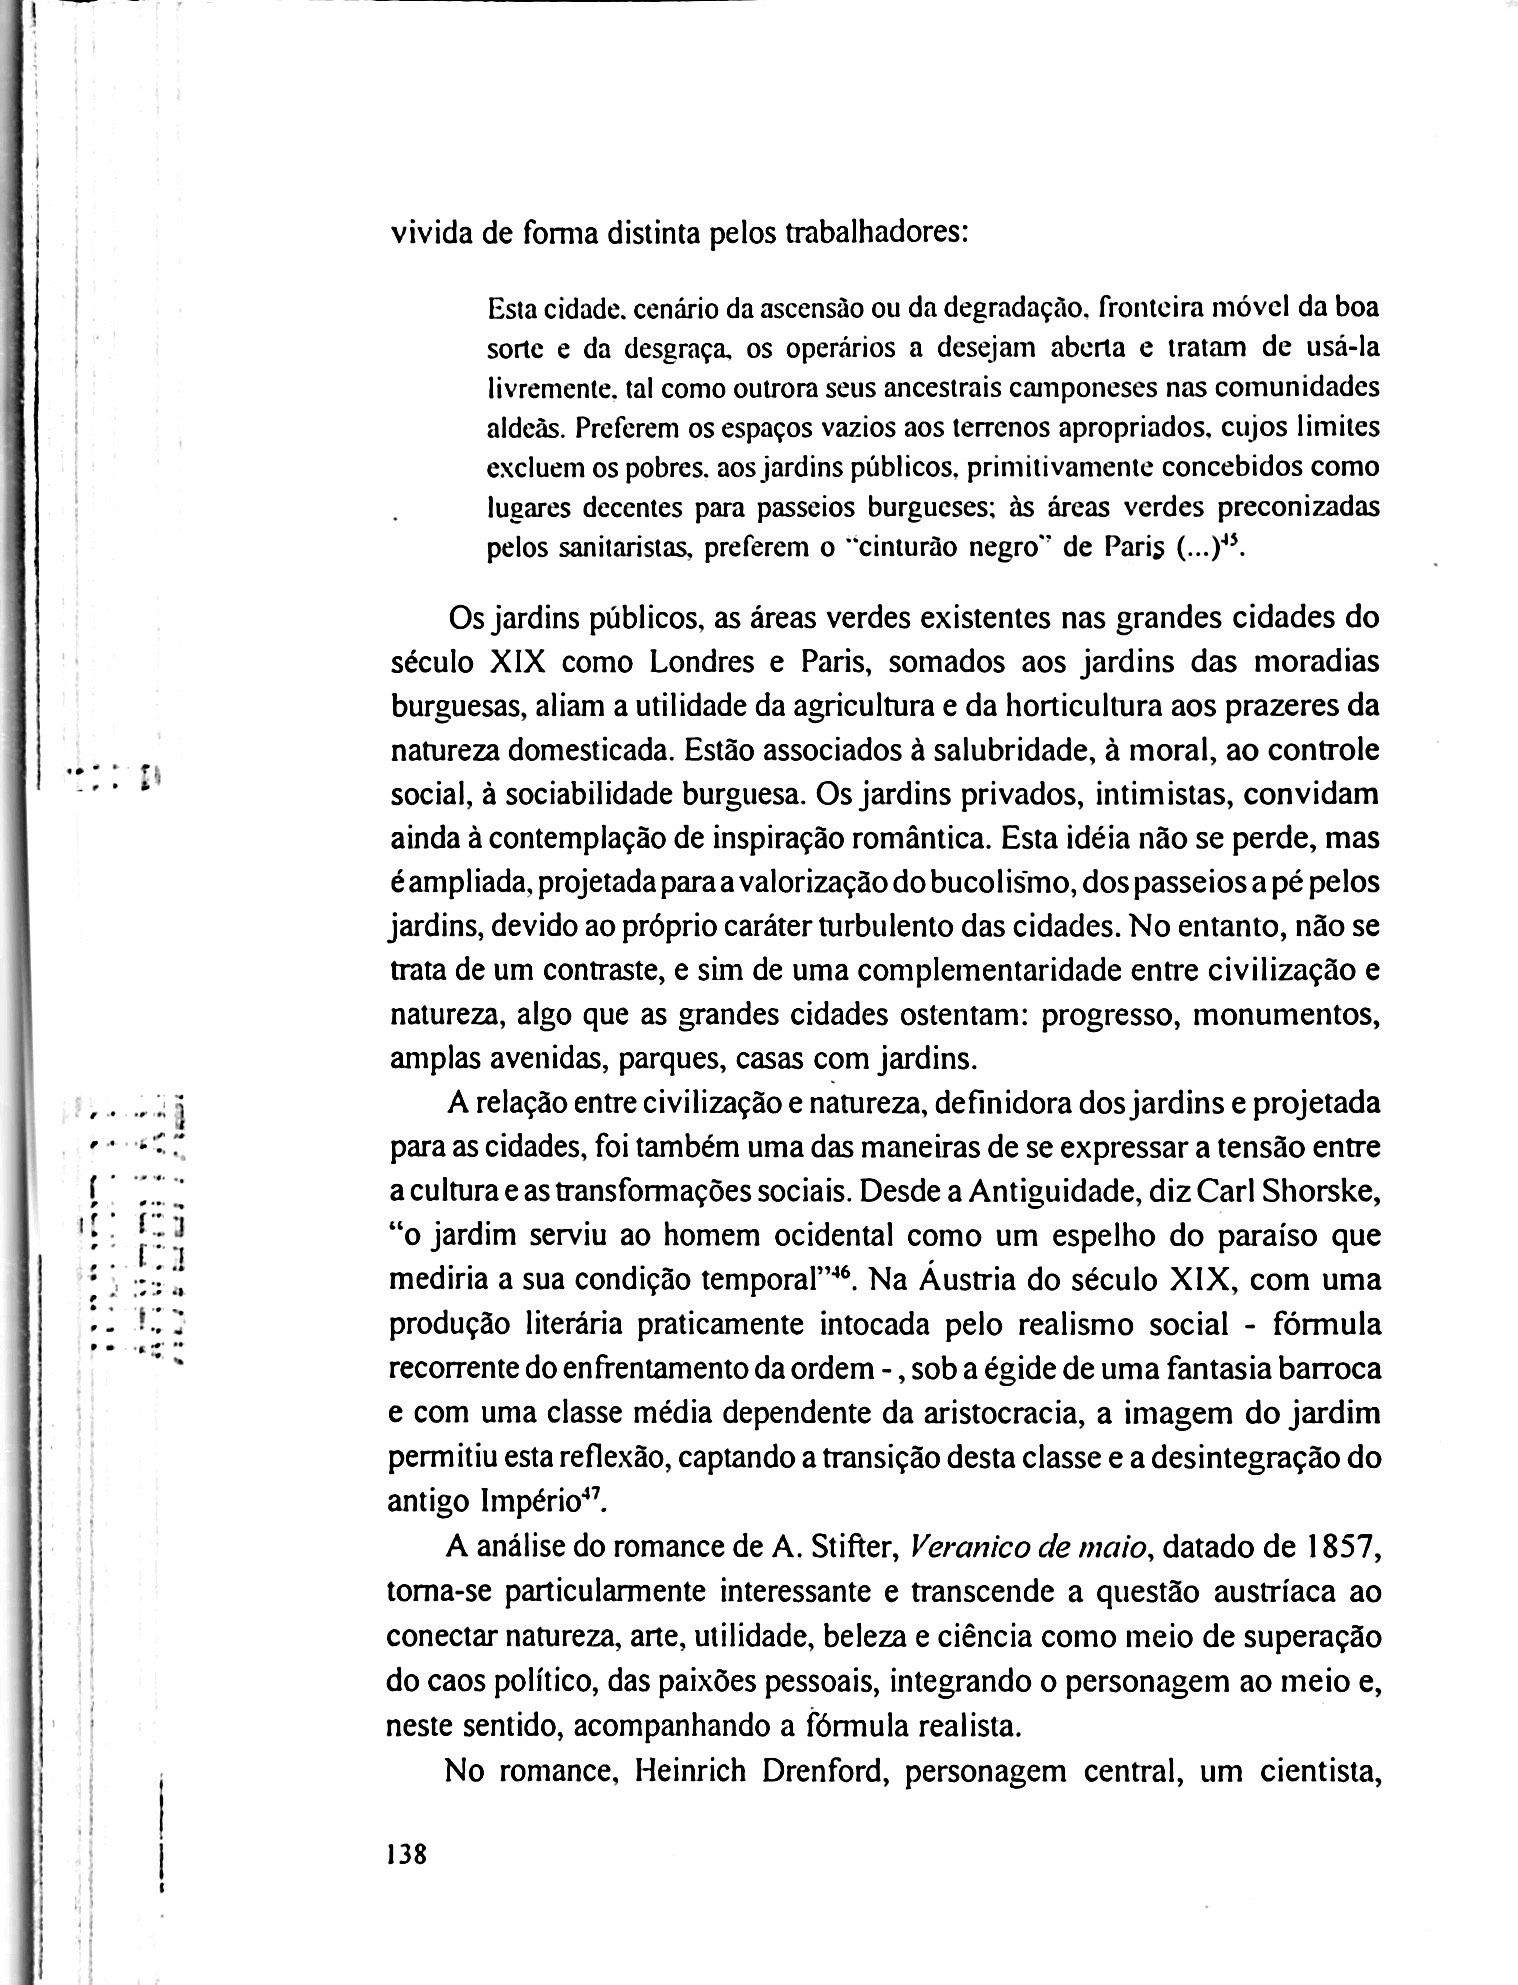 vivida de forma distinta pelos trabalhadores:
Esta cidade, cenário da ascensão ou da degradação, fronteira móvel da boa
sorte e da desgraça, os operários a desejam aberta e tratam de usá-la
livremente, tal como outrora seus ancestrais camponeses nas comunidades
aldeãs. Preferem os espaços vazios aos terrenos apropriados, cujos limites
excluem os pobres, aos jardins públicos, primitivamente concebidos como
lugares decentes para passeios burgueses; às áreas verdes preconizadas
pelos sanitaristas, preferem o “cinturão negro” de Paris (...)⁴⁵.
Os jardins públicos, as áreas verdes existentes nas grandes cidades do
século XIX como Londres e Paris, somados aos jardins das moradias
burguesas, aliam a utilidade da agricultura e da horticultura aos prazeres da
natureza domesticada. Estão associados à salubridade, à moral, ao controle
social, à sociabilidade burguesa. Os jardins privados, intimistas, convidam
ainda à contemplação de inspiração romântica. Esta idéia não se perde, mas
é ampliada, projetada para a valorização do bucolismo, dos passeios a pé pelos
jardins, devido ao próprio caráter turbulento das cidades. No entanto, não se
trata de um contraste, e sim de uma complementaridade entre civilização e
natureza, algo que as grandes cidades ostentam: progresso, monumentos,
amplas avenidas, parques, casas com jardins.
A relação entre civilização e natureza, definidora dos jardins e projetada
para as cidades, foi também uma das maneiras de se expressar a tensão entre
a cultura e as transformações sociais. Desde a Antiguidade, diz Carl Shorske,
“o jardim serviu ao homem ocidental como um espelho do paraíso que
mediria a sua condição temporal”⁴⁶. Na Áustria do século XIX, com uma
produção literária praticamente intocada pelo realismo social - fórmula
recorrente do enfrentamento da ordem -, sob a égide de uma fantasia barroca
e com uma classe média dependente da aristocracia, a imagem do jardim
permitiu esta reflexão, captando a transição desta classe e a desintegração do
antigo Império⁴⁷.
A análise do romance de A. Stifter, Veranico de maio, datado de 1857,
torna-se particularmente interessante e transcende a questão austríaca ao
conectar natureza, arte, utilidade, beleza e ciência como meio de superação
do caos político, das paixões pessoais, integrando o personagem ao meio e,
neste sentido, acompanhando a fórmula realista.
No romance, Heinrich Drenford, personagem central, um cientista,
138